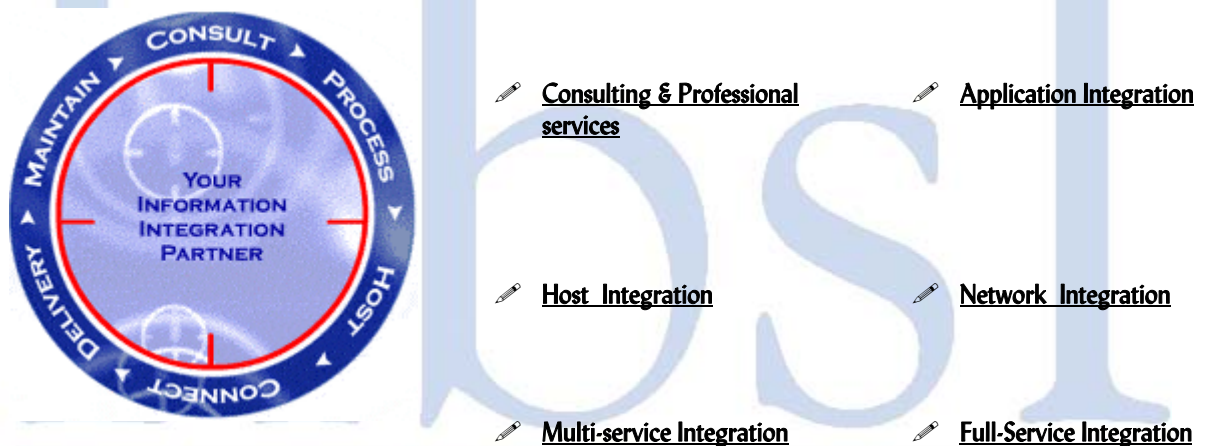 CONSULT
PROCESS
HOST
CONNECT
DELIVERY
MAINTAIN
YOUR
INFORMATION
INTEGRATION
PARTNER
Consulting & Professional
services
Application Integration
Host Integration
Network Integration
Multi-service Integration
Full-Service Integration
bsl